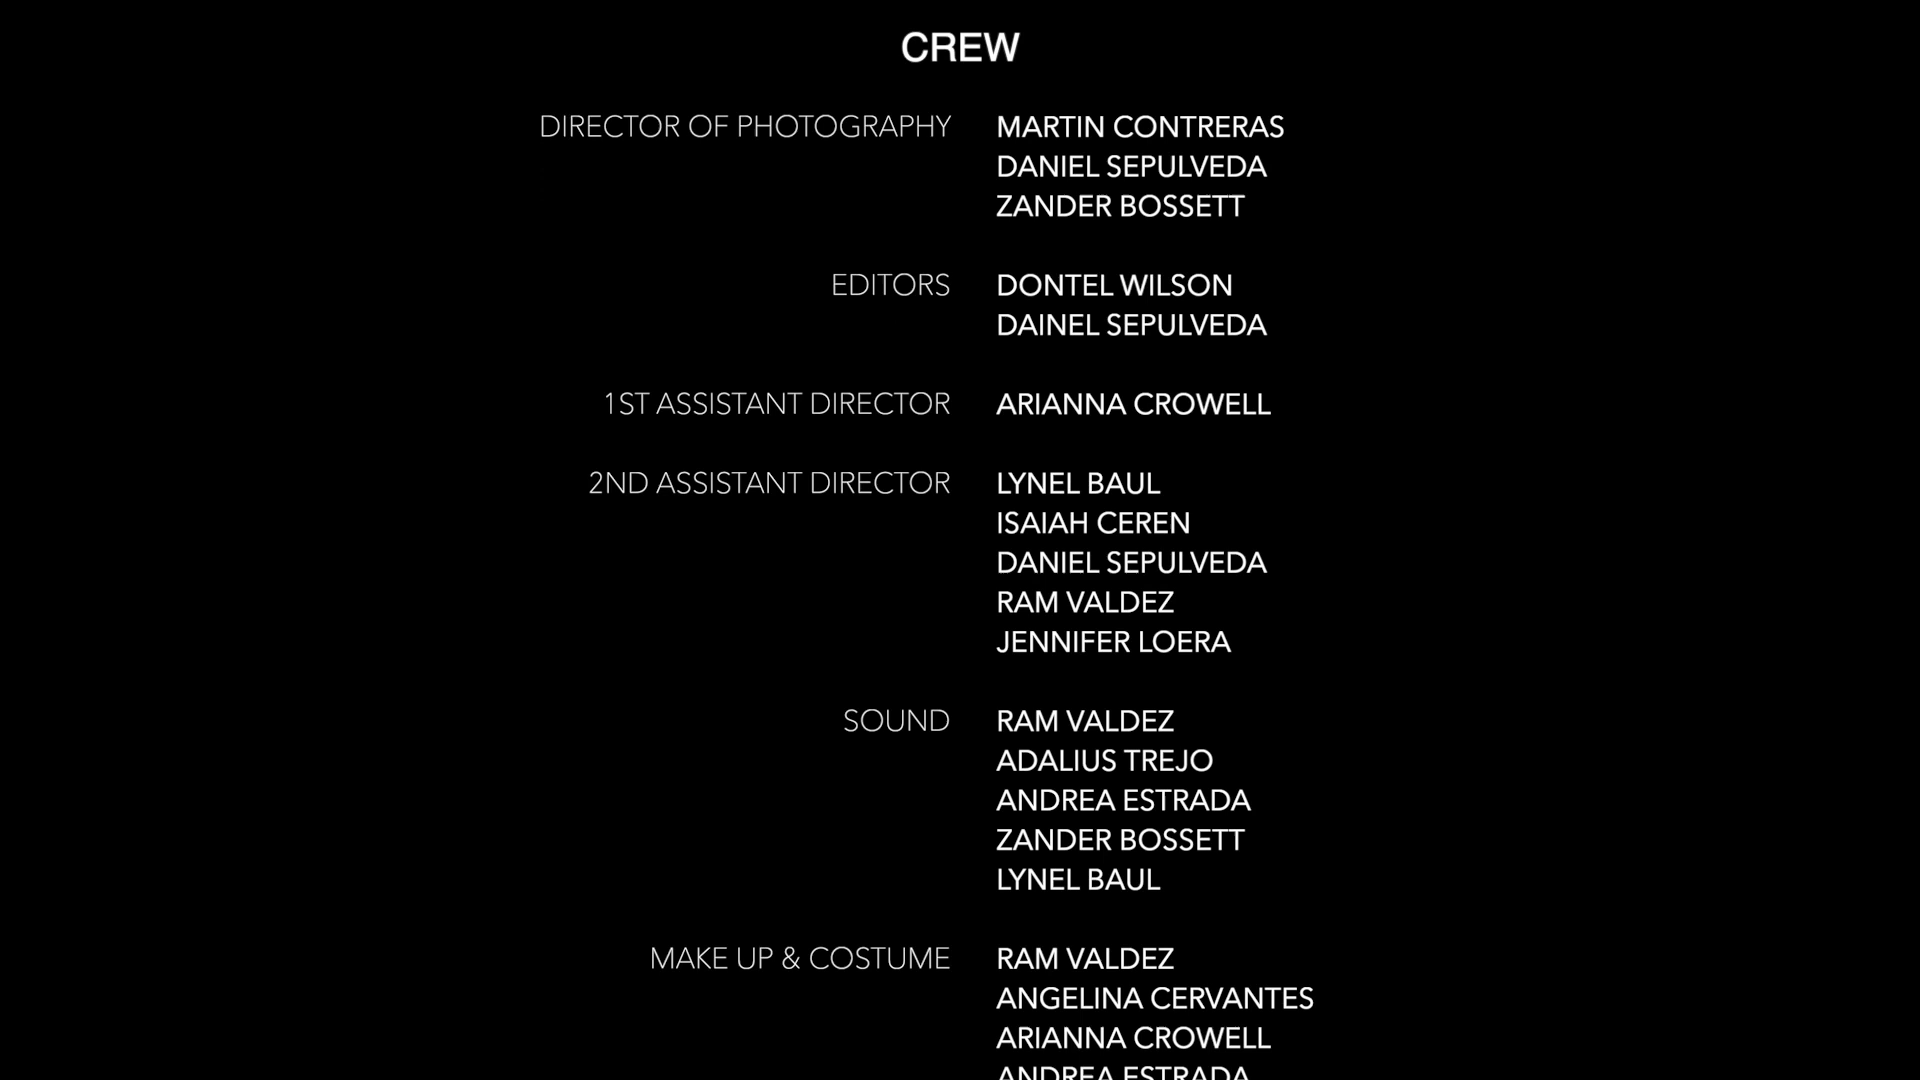 CREW
DIRECTOR OF PHOTOGRAPHY MARTIN CONTRERAS
DANIEL SEPULVEDA
ZANDER BOSSETT
EDITORS DONTEL WILSON
DAINEL SEPULVEDA
1ST ASSISTANT DIRECTOR ARIANNA CROWELL
2ND ASSISTANT DIRECTOR LYNEL BAUL
ISAIAH CEREN
DANIEL SEPULVEDA
RAM VALDEZ
JENNIFER LOERA
SOUND RAM VALDEZ
ADALIUS TREJO
ANDREA ESTRADA
ZANDER BOSSETT
LYNEL BAUL
MAKE UP & COSTUME RAM VALDEZ
ANGELINA CERVANTES
ARIANNA CROWELL
ANDREA ESTRADA